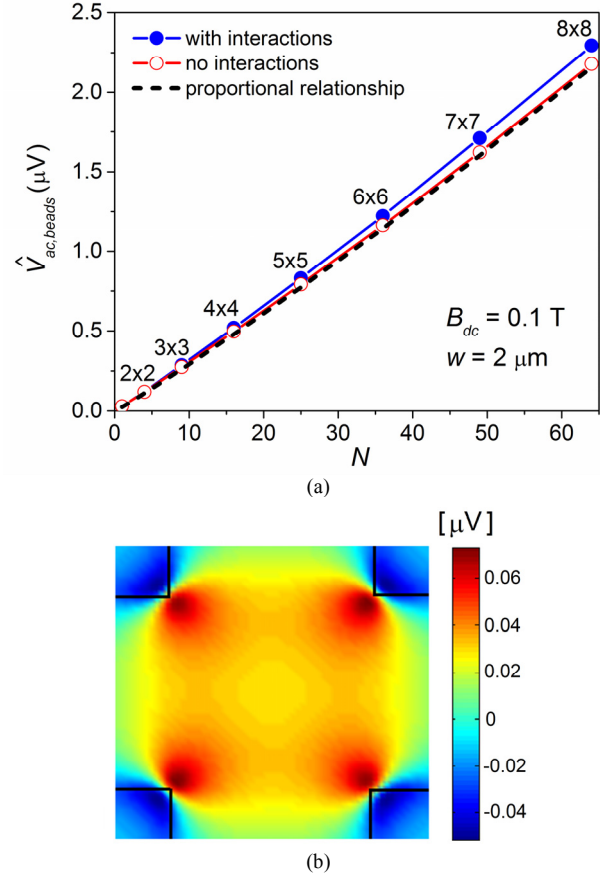 2.5
2.0
1.5
1.0
0.5
0.0
V̂ac,beads (μV)
with interactions
no interactions
proportional relationship
8x8
7x7
6x6
5x5
4x4
3x3
2x2
Bdc = 0.1 T
w = 2 μm
0 10 20 30 40 50 60
N
(a)
[μV]
0.06
0.04
0.02
0
-0.02
-0.04
(b)